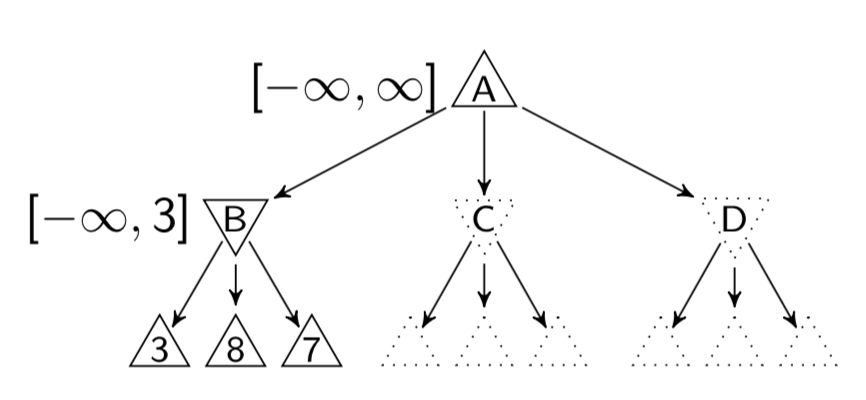 [−∞, ∞] A
[−∞, 3] B C D
3 8 7